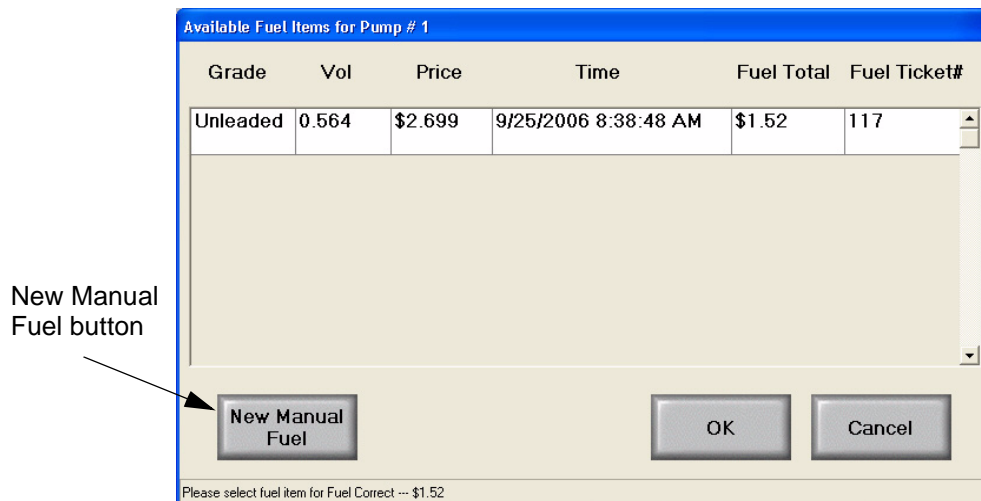 Available Fuel Items for Pump # 1
Grade Vol Price Time Fuel Total Fuel Ticket#
Unleaded 0.564 $2.699 9/25/2006 8:38:48 AM $1.52 117
New Manual
Fuel button
New Manual
Fuel
OK
Cancel
Please select fuel item for Fuel Correct --- $1.52